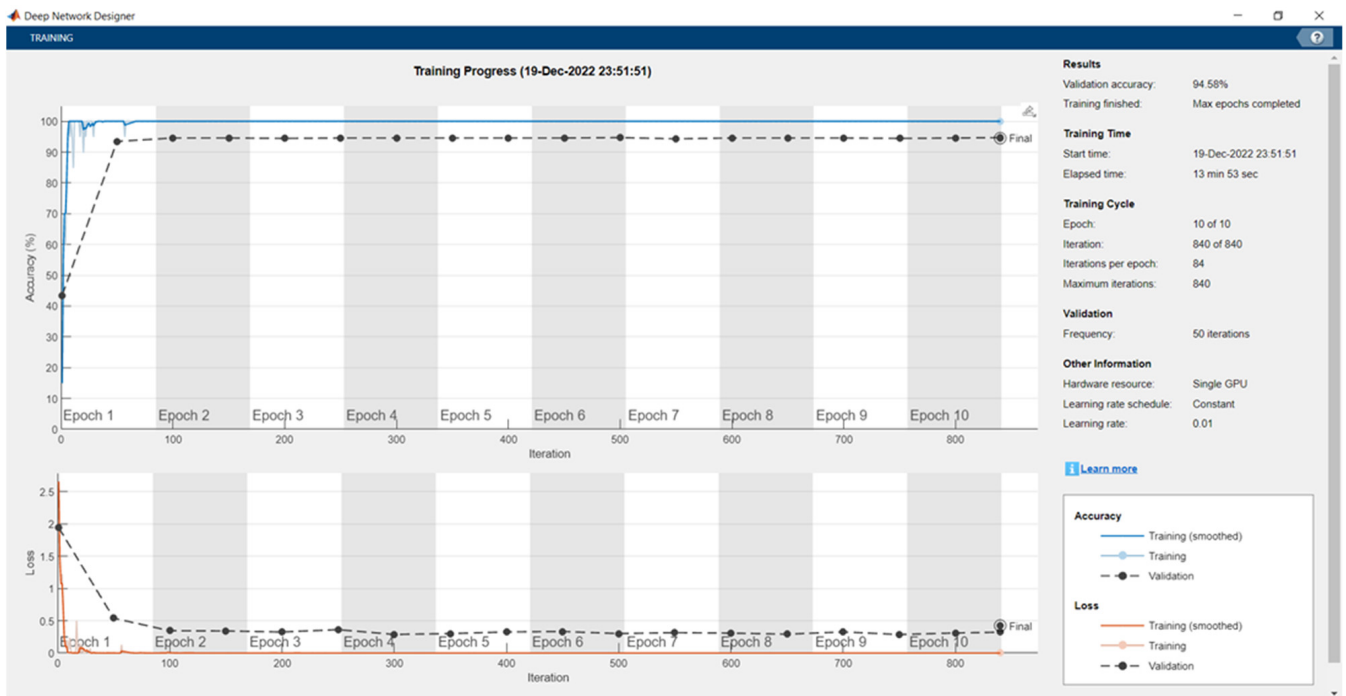 Deep Network Designer
TRAINING
?
Training Progress (19-Dec-2022 23:51:51)
Accuracy (%)
100
90
80
70
60
50
40
30
20
10
0
Final
Epoch 1 Epoch 2 Epoch 3 Epoch 4 Epoch 5 Epoch 6 Epoch 7 Epoch 8 Epoch 9 Epoch 10
0 100 200 300 400 500 600 700 800
Iteration
Loss
2.5
2
1.5
1
0.5
0
Final
Epoch 1 Epoch 2 Epoch 3 Epoch 4 Epoch 5 Epoch 6 Epoch 7 Epoch 8 Epoch 9 Epoch 10
0 100 200 300 400 500 600 700 800
Iteration
Results
Validation accuracy: 94.58%
Training finished: Max epochs completed
Training Time
Start time: 19-Dec-2022 23:51:51
Elapsed time: 13 min 53 sec
Training Cycle
Epoch: 10 of 10
Iteration: 840 of 840
Iterations per epoch: 84
Maximum iterations: 840
Validation
Frequency: 50 iterations
Other Information
Hardware resource: Single GPU
Learning rate schedule: Constant
Learning rate: 0.01
i Learn more
Accuracy
Training (smoothed)
Training
Validation
Loss
Training (smoothed)
Training
Validation